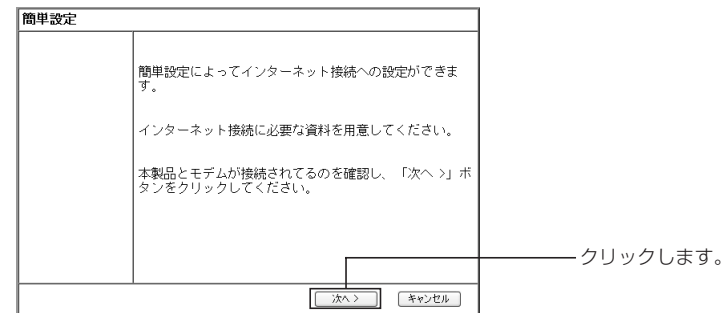 簡単設定
簡単設定によってインターネット接続への設定ができま
す。
インターネット接続に必要な資料を用意してください。
本製品とモデムが接続されてるのを確認し、「次へ >」ボ
タンをクリックしてください。
クリックします。
次へ >
キャンセル